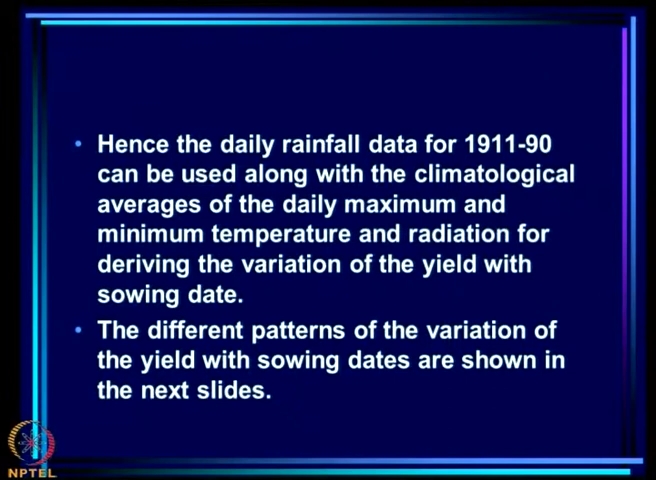 • Hence the daily rainfall data for 1911-90
can be used along with the climatological
averages of the daily maximum and
minimum temperature and radiation for
deriving the variation of the yield with
sowing date.
• The different patterns of the variation of
the yield with sowing dates are shown in
the next slides.
NPTEL